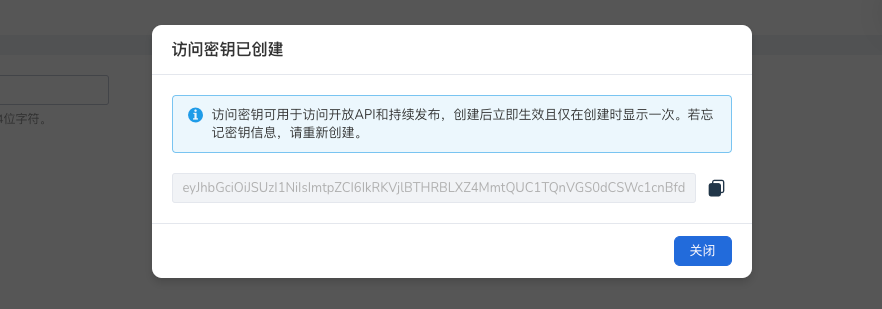 访问密钥已创建
访问密钥可用于访问开放API和持续发布，创建后立即生效且仅在创建时显示一次。若忘
记密钥信息，请重新创建。
4位字符。
eyJhbGciOiJSUzI1NiIsImtpZCI6IkRKVjlBTHRBLXZ4MmtQUC1TQnVGS0dCSWc1cnBfd
关闭